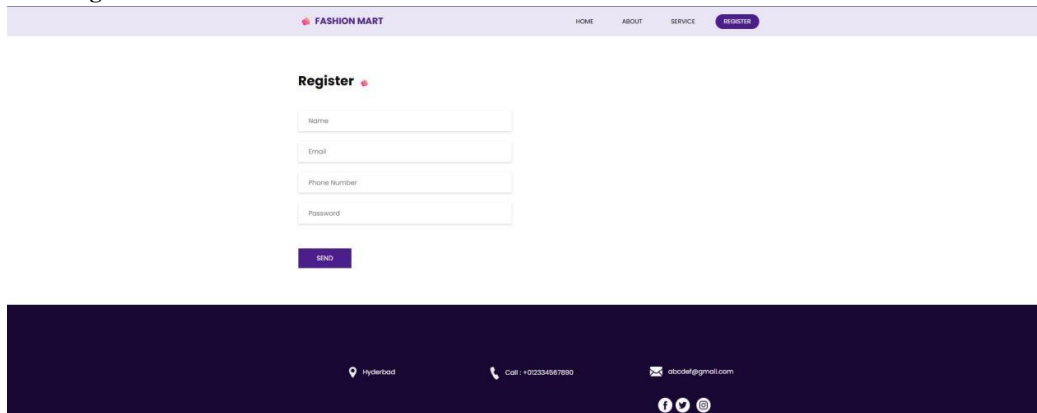 FASHION MART HOME ABOUT SERVICE REGISTER
Register
Name
Email
Phone Number
Password
SEND
Hyderbad Call : +012334567890 abcdef@gmail.com